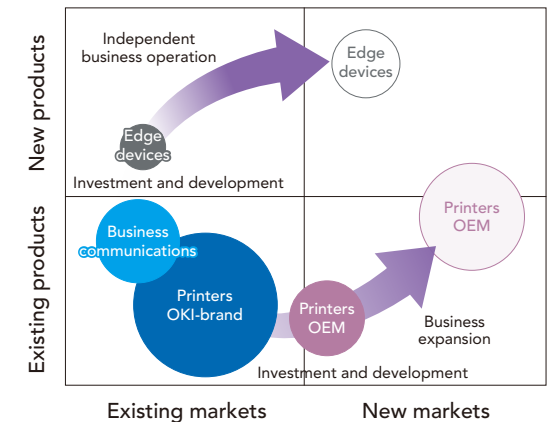 New products
Independent
business operation
Edge
devices
Edge
devices
Investment and development
Existing products
Business
communications
Printers
OKI-brand
Printers
OEM
Printers
OEM
Business
expansion
Investment and development
Existing markets
New markets